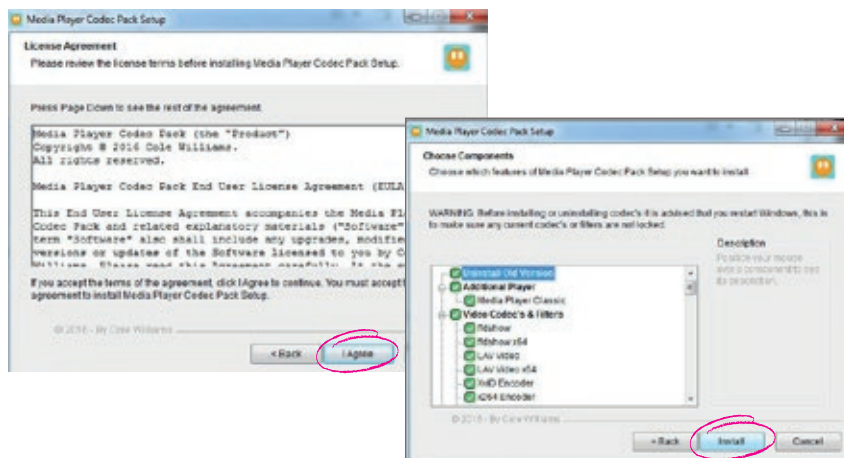 Media Player Codec Pack Setup
License Agreement
Please review the license terms before installing Media Player Codec Pack Setup.
Press Page Down to see the rest of the agreement.
Media Player Codec Pack (the "Product")
Copyright © 2016 Cole Williams.
All rights reserved.
Media Player Codec Pack End User License Agreement (EULA
This End User License Agreement accompanies the Media Pl
Codec Pack and related explanatory materials ("Software"
term "Software" also shall include any upgrades, modifie
versions or updates of the Software licensed to you by C
Williams. Please read this Agreement carefully. At the e
If you accept the terms of the agreement, click I Agree to continue. You must accept t
agreement to install Media Player Codec Pack Setup.
© 2016 - By Cole Williams
< Back
I Agree
Media Player Codec Pack Setup
Choose Components
Choose which features of Media Player Codec Pack Setup you want to install.
WARNING: Before installing or uninstalling codec's it is advised that you restart Windows, this is
to make sure any current codec's or filters are not locked.
Uninstall Old Version
Additional Player
Media Player Classic
Video Codec's & Filters
ffdshow
ffdshow x64
LAV Video
LAV Video x64
XviD Encoder
x264 Encoder
Description
Position your mouse
over a component to see
its description.
© 2016 - By Cole Williams
< Back
Install
Cancel